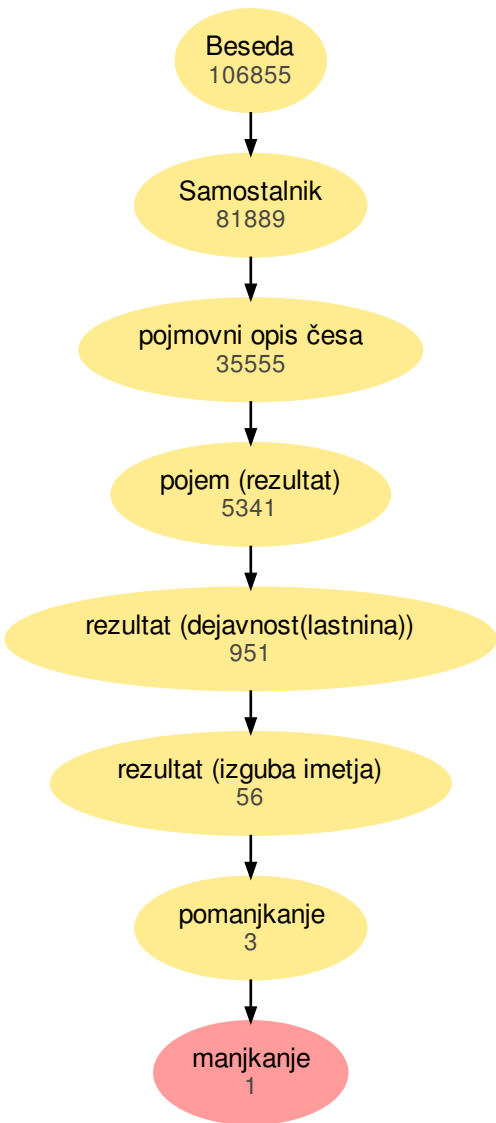 Beseda
106855
Samostalnik
81889
pojmovni opis česa
35555
pojem (rezultat)
5341
rezultat (dejavnost(lastnina))
951
rezultat (izguba imetja)
56
pomanjkanje
3
manjkanje
1